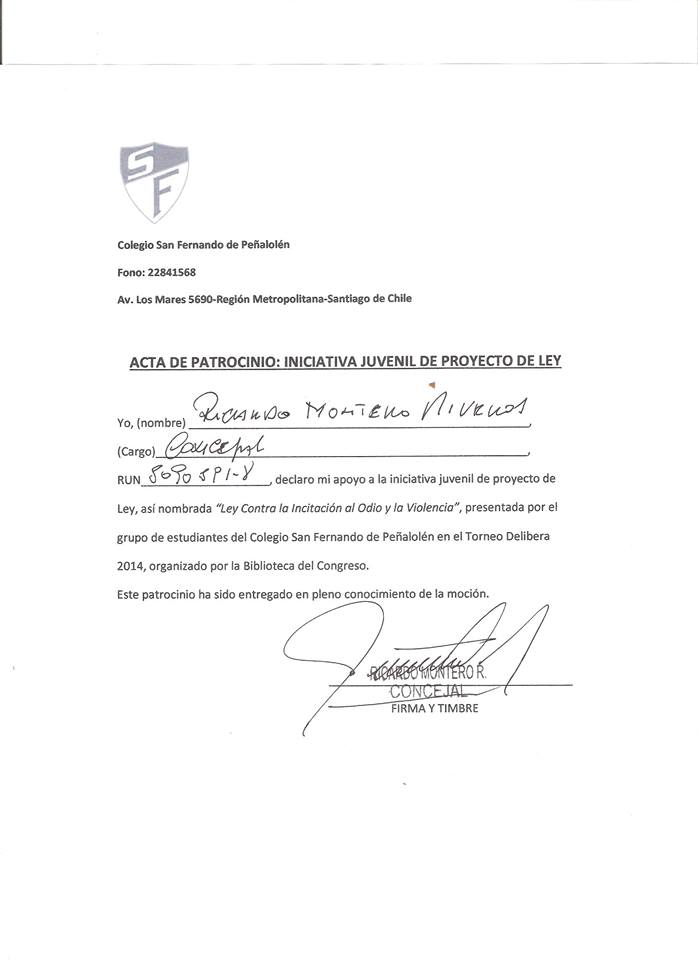 SF
Colegio San Fernando de Peñalolén
Fono: 22841568
Av. Los Mares 5690-Región Metropolitana-Santiago de Chile
ACTA DE PATROCINIO: INICIATIVA JUVENIL DE PROYECTO DE LEY
Yo, (nombre) Ricardo Montero
(Cargo) Concejal
RUN , declaro mi apoyo a la iniciativa juvenil de proyecto de
Ley, así nombrada “Ley Contra la Incitación al Odio y la Violencia”, presentada por el
grupo de estudiantes del Colegio San Fernando de Peñalolén en el Torneo Delibera
2014, organizado por la Biblioteca del Congreso.
Este patrocinio ha sido entregado en pleno conocimiento de la moción.
RICARDO MONTERO R.
CONCEJAL
FIRMA Y TIMBRE